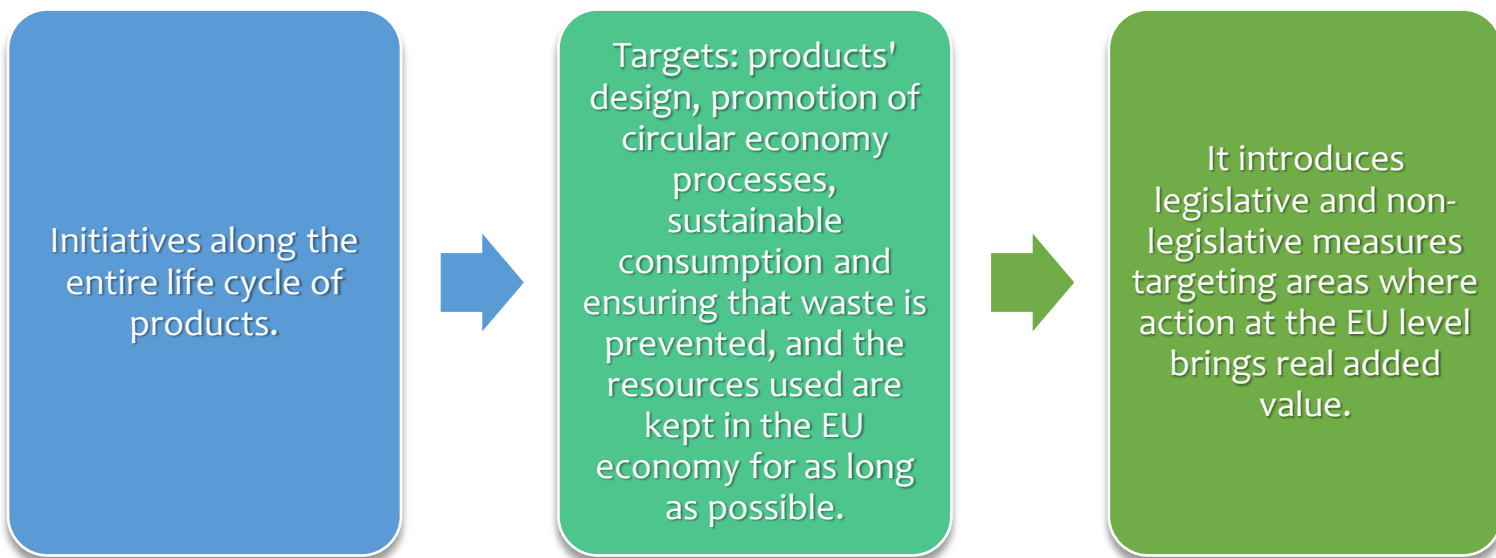 Initiatives along the
entire life cycle of
products.
Targets: products'
design, promotion of
circular economy
processes,
sustainable
consumption and
ensuring that waste is
prevented, and the
resources used are
kept in the EU
economy for as long
as possible.
It introduces
legislative and non-
legislative measures
targeting areas where
action at the EU level
brings real added
value.